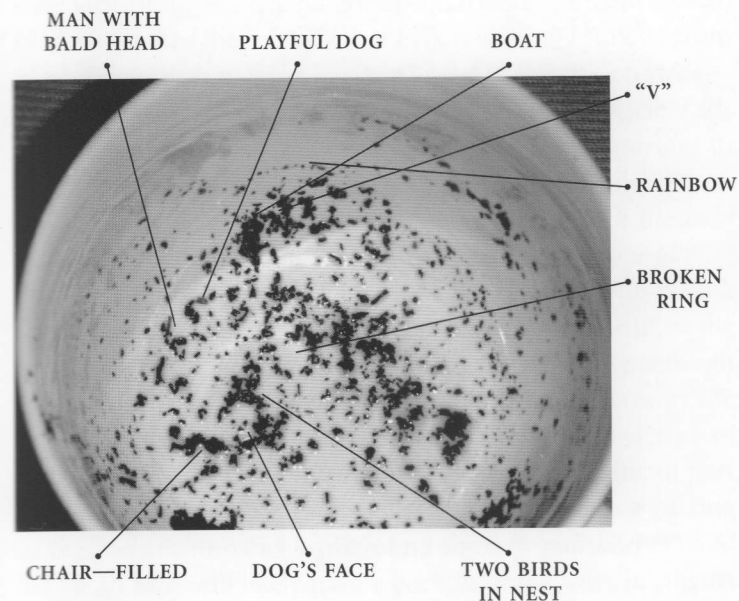 MAN WITH
BALD HEAD
PLAYFUL DOG
BOAT
“V”
RAINBOW
BROKEN
RING
CHAIR—FILLED
DOG’S FACE
TWO BIRDS
IN NEST